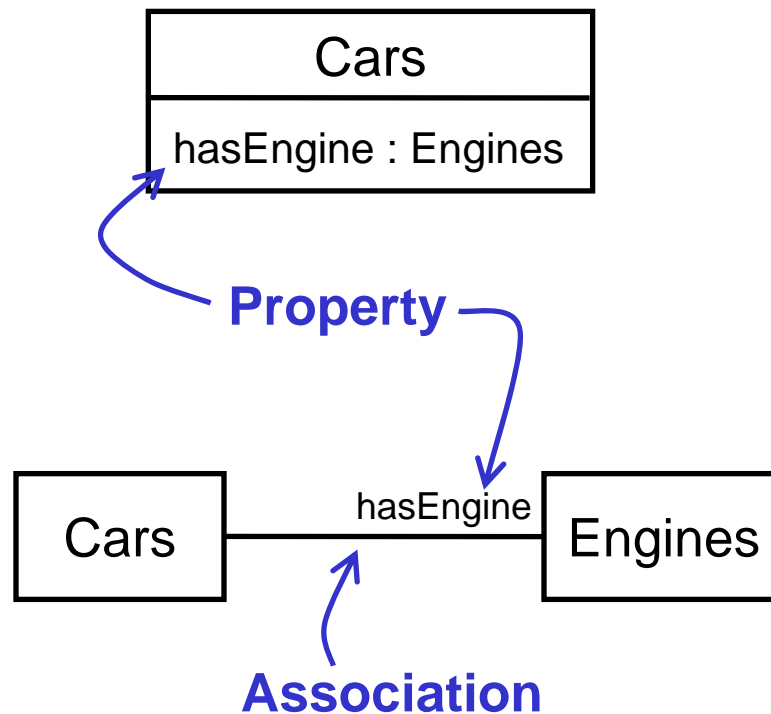 Cars
hasEngine : Engines
Property
hasEngine
Cars
Engines
Association